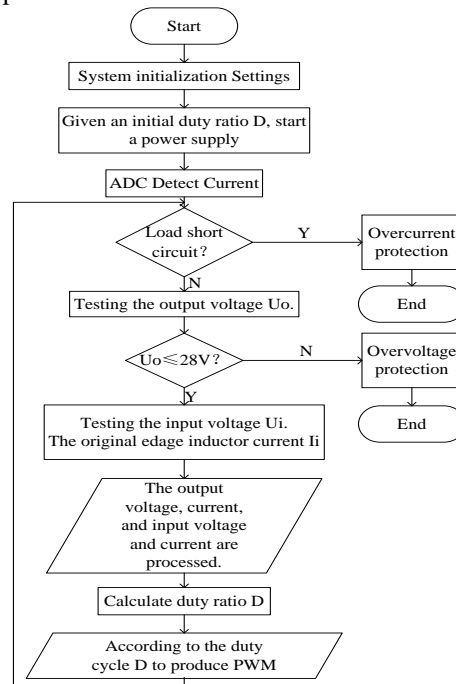 Start
System initialization Settings
Given an initial duty ratio D, start
a power supply
ADC Detect Current
Load short
circuit?
Y
Overcurrent
protection
End
N
Testing the output voltage Uo.
Uo≤28V?
N
Overvoltage
protection
End
Y
Testing the input voltage Ui.
The original edage inductor current Ii
The output
voltage, current,
and input voltage
and current are
processed.
Calculate duty ratio D
According to the duty
cycle D to produce PWM